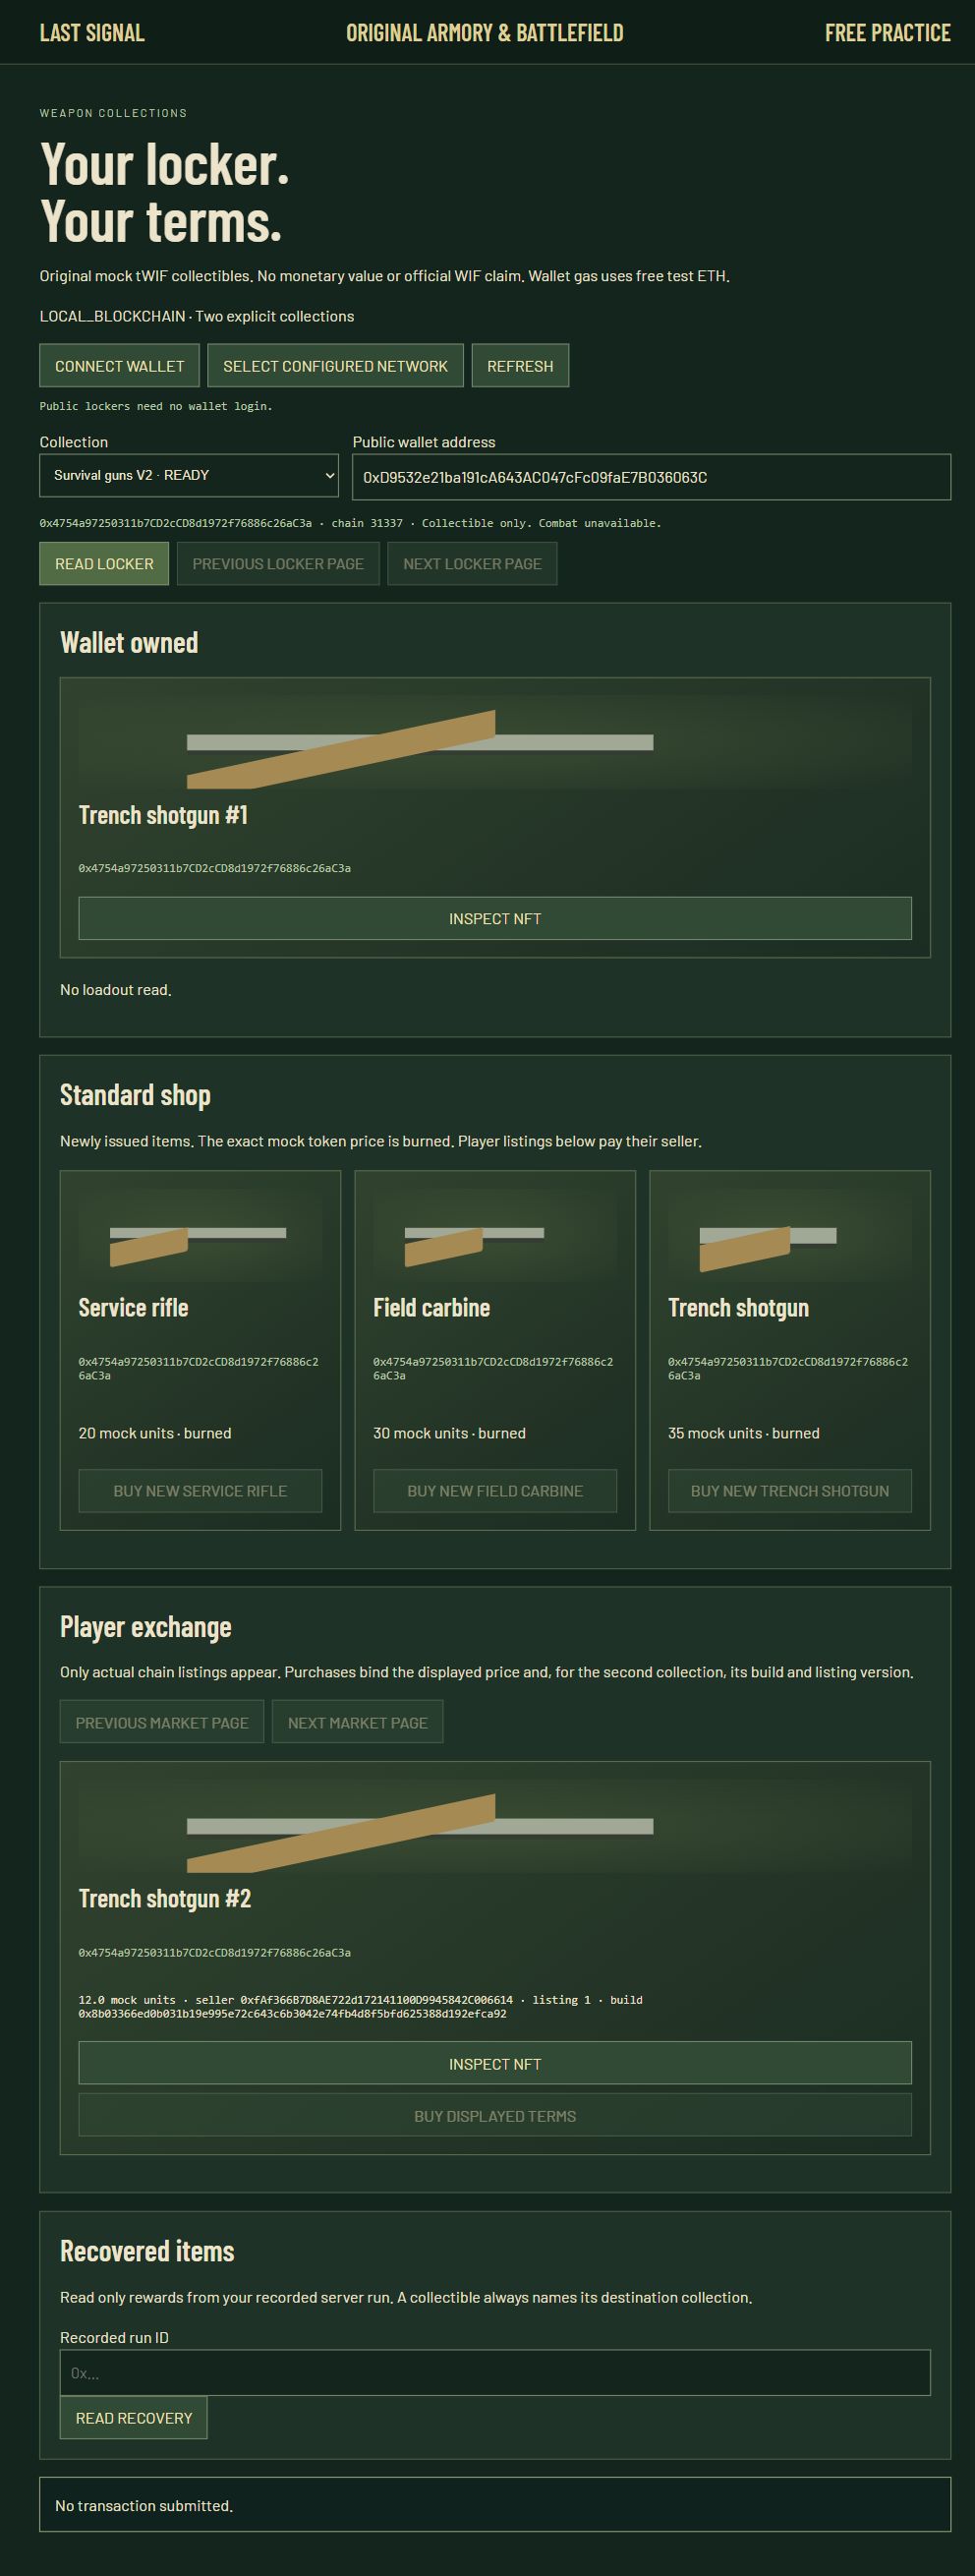 LAST SIGNAL
ORIGINAL ARMORY & BATTLEFIELD
FREE PRACTICE
WEAPON COLLECTIONS
Your locker.
Your terms.
Original mock tWIF collectibles. No monetary value or official WIF claim. Wallet gas uses free test ETH.
LOCAL_BLOCKCHAIN · Two explicit collections
CONNECT WALLET
SELECT CONFIGURED NETWORK
REFRESH
Public lockers need no wallet login.
Collection
Public wallet address
Survival guns V2 · READY
0xD9532e21ba191cA643AC047cFc09faE7B036063C
0x4754a97250311b7CD2cCD8d1972f76886c26aC3a · chain 31337 · Collectible only. Combat unavailable.
READ LOCKER
PREVIOUS LOCKER PAGE
NEXT LOCKER PAGE
Wallet owned
Trench shotgun #1
0x4754a97250311b7CD2cCD8d1972f76886c26aC3a
INSPECT NFT
No loadout read.
Standard shop
Newly issued items. The exact mock token price is burned. Player listings below pay their seller.
Service rifle
0x4754a97250311b7CD2cCD8d1972f76886c2
6aC3a
20 mock units · burned
BUY NEW SERVICE RIFLE
Field carbine
0x4754a97250311b7CD2cCD8d1972f76886c2
6aC3a
30 mock units · burned
BUY NEW FIELD CARBINE
Trench shotgun
0x4754a97250311b7CD2cCD8d1972f76886c2
6aC3a
35 mock units · burned
BUY NEW TRENCH SHOTGUN
Player exchange
Only actual chain listings appear. Purchases bind the displayed price and, for the second collection, its build and listing version.
PREVIOUS MARKET PAGE
NEXT MARKET PAGE
Trench shotgun #2
0x4754a97250311b7CD2cCD8d1972f76886c26aC3a
12.0 mock units · seller 0xfAf366B7D8AE722d172141100D9945842C006614 · listing 1 · build
0x8b03366ed0b031b19e995e72c643c6b3042e74fb4d8f5bfd625388d192efca92
INSPECT NFT
BUY DISPLAYED TERMS
Recovered items
Read only rewards from your recorded server run. A collectible always names its destination collection.
Recorded run ID
0x...
READ RECOVERY
No transaction submitted.